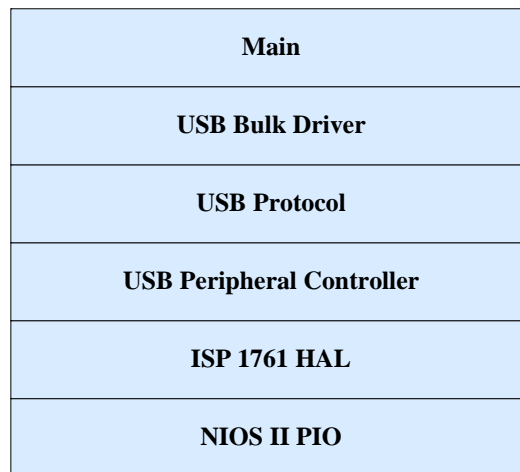 Main
USB Bulk Driver
USB Protocol
USB Peripheral Controller
ISP 1761 HAL
NIOS II PIO